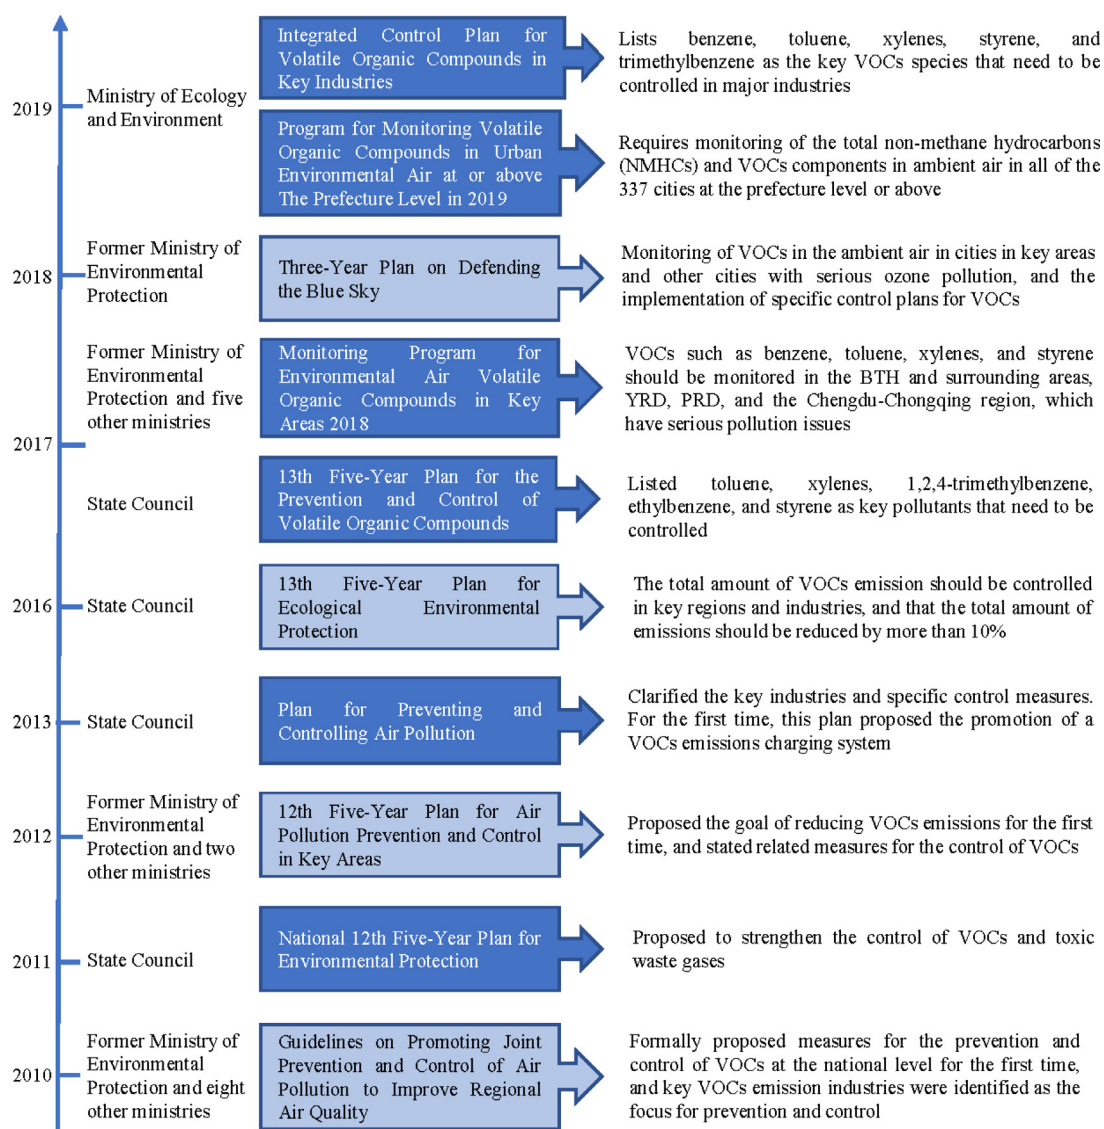 Integrated Control Plan for
Volatile Organic Compounds in
Key Industries
Lists benzene, toluene, xylenes, styrene, and
trimethylbenzene as the key VOCs species that need to be
controlled in major industries
2019
Ministry of Ecology
and Environment
Program for Monitoring Volatile
Organic Compounds in Urban
Environmental Air at or above
The Prefecture Level in 2019
Requires monitoring of the total non-methane hydrocarbons
(NMHCs) and VOCs components in ambient air in all of the
337 cities at the prefecture level or above
2018
Former Ministry of
Environmental
Protection
Three-Year Plan on Defending
the Blue Sky
Monitoring of VOCs in the ambient air in cities in key areas
and other cities with serious ozone pollution, and the
implementation of specific control plans for VOCs
Former Ministry of
Environmental
Protection and five
other ministries
Monitoring Program for
Environmental Air Volatile
Organic Compounds in Key
Areas 2018
VOCs such as benzene, toluene, xylenes, and styrene
should be monitored in the BTH and surrounding areas,
YRD, PRD, and the Chengdu-Chongqing region, which
have serious pollution issues
2017
State Council
13th Five-Year Plan for the
Prevention and Control of
Volatile Organic Compounds
Listed toluene, xylenes, 1,2,4-trimethylbenzene,
ethylbenzene, and styrene as key pollutants that need to be
controlled
2016
State Council
13th Five-Year Plan for
Ecological Environmental
Protection
The total amount of VOCs emission should be controlled
in key regions and industries, and that the total amount of
emissions should be reduced by more than 10%
2013
State Council
Plan for Preventing and
Controlling Air Pollution
Clarified the key industries and specific control measures.
For the first time, this plan proposed the promotion of a
VOCs emissions charging system
2012
Former Ministry of
Environmental
Protection and two
other ministries
12th Five-Year Plan for Air
Pollution Prevention and Control
in Key Areas
Proposed the goal of reducing VOCs emissions for the first
time, and stated related measures for the control of VOCs
2011
State Council
National 12th Five-Year Plan for
Environmental Protection
Proposed to strengthen the control of VOCs and toxic
waste gases
2010
Former Ministry of
Environmental
Protection and eight
other ministries
Guidelines on Promoting Joint
Prevention and Control of Air
Pollution to Improve Regional
Air Quality
Formally proposed measures for the prevention and
control of VOCs at the national level for the first time,
and key VOCs emission industries were identified as the
focus for prevention and control